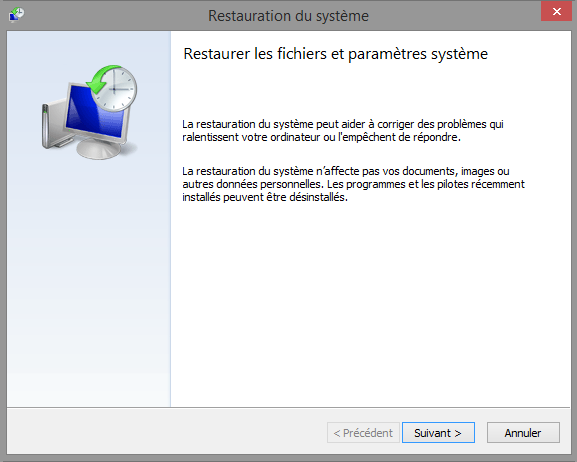 Restauration du système
Restaurer les fichiers et paramètres système
La restauration du système peut aider à corriger des problèmes qui
ralentissent votre ordinateur ou l'empêchent de répondre.
La restauration du système n'affecte pas vos documents, images ou
autres données personnelles. Les programmes et les pilotes récemment
installés peuvent être désinstallés.
< Précédent
Suivant >
Annuler